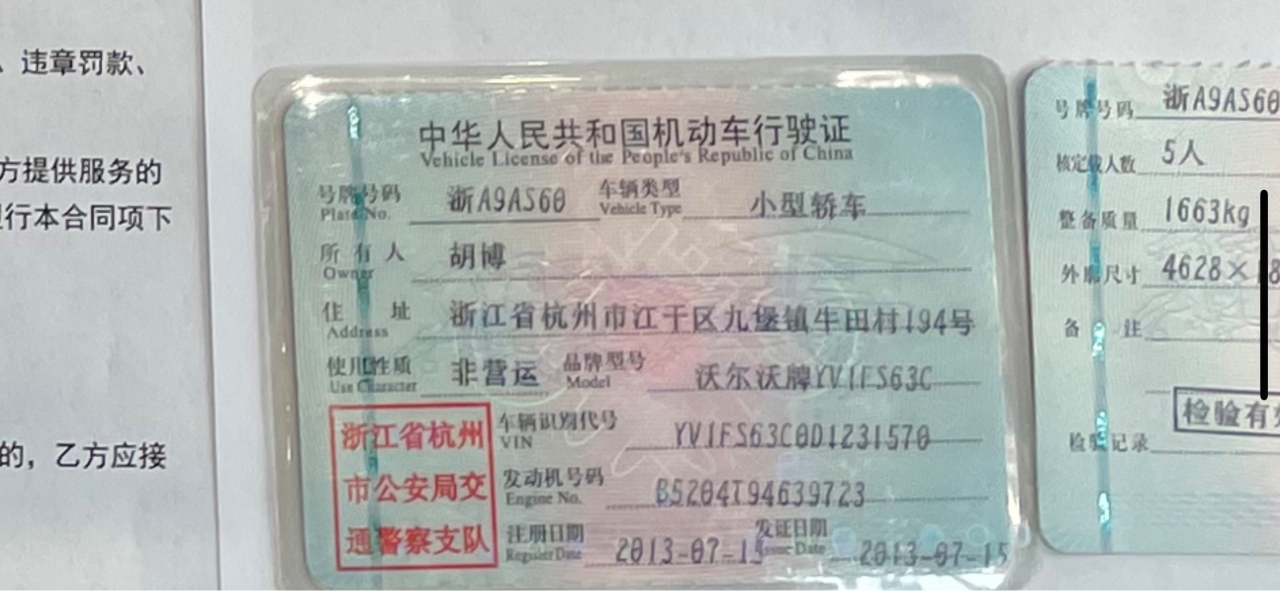 、违章罚款、
方提供服务的
行本合同项下
的，乙方应接
中华人民共和国机动车行驶证
Vehicle License of the People's Republic of China
号牌号码 浙A9AS60 车辆类型 小型轿车
Plate No. Vehicle Type
所有人 胡博
Owner
住址 浙江省杭州市江干区九堡镇牛田村194号
Address
使用性质 非营运 品牌型号 沃尔沃牌YV1FS63C
Use Character Model
浙江省杭州
市公安局交
通警察支队
车辆识别代号 YV1FS63C0D1231570
VIN
发动机号码 B5204T94639723
Engine No.
注册日期 2013-07-15 发证日期 2013-07-15
Register Date Issue Date
号牌号码 浙A9AS60
核定载人数 5人
整备质量 1663kg
外廓尺寸 4628×
备注
检验有
检验记录